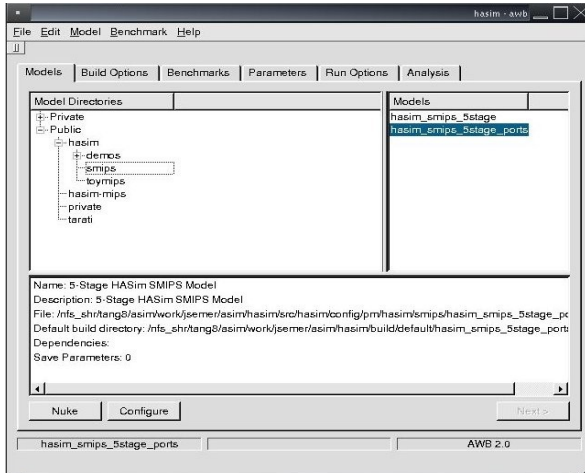 hasim - awb
File Edit Model Benchmark Help
Models Build Options Benchmarks Parameters Run Options Analysis
Model Directories
Private
Public
hasim
demos
smips
toymips
hasim-mips
private
tarati
Models
hasim_smips_5stage
hasim_smips_5stage_ports
Name: 5-Stage HASim SMIPS Model
Description: 5-Stage HASim SMIPS Model
File: /nfs_shr/tang8/asim/work/jsemer/asim/hasim/src/hasim/config/pm/hasim/smips/hasim_smips_5stage_po
Default build directory: /nfs_shr/tang8/asim/work/jsemer/asim/hasim/build/default/hasim_smips_5stage_ports
Dependencies:
Save Parameters: 0
Nuke Configure Next >
hasim_smips_5stage_ports AWB 2.0